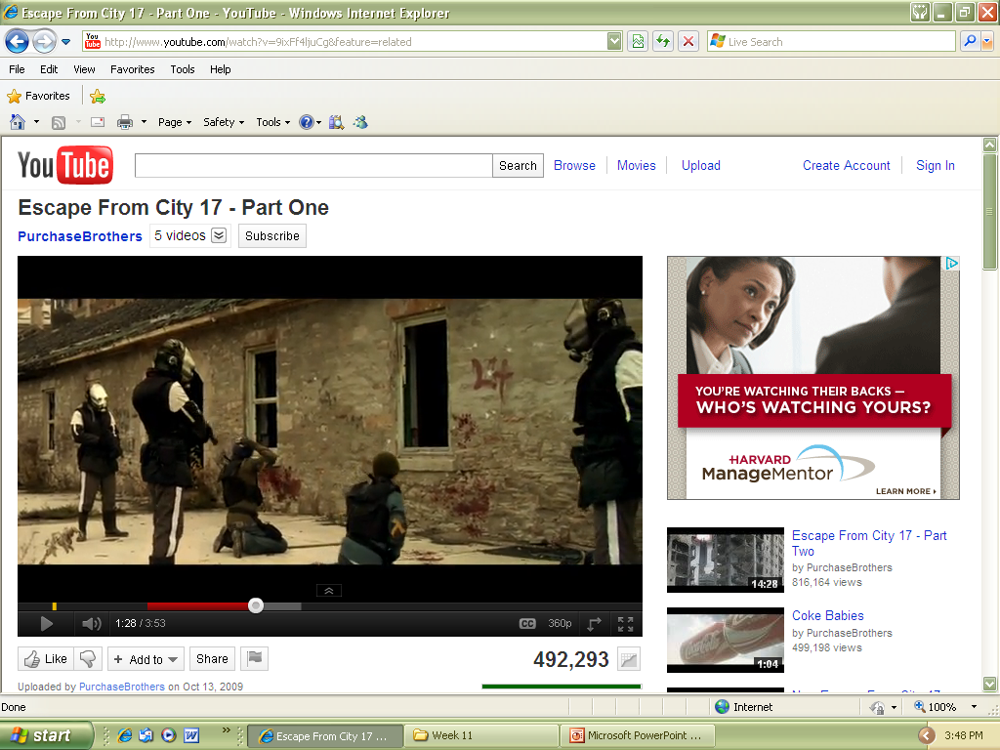 Escape From City 17 - Part One - YouTube - Windows Internet Explorer
http://www.youtube.com/watch?v=9ixFf4ljuCg&feature=related
Live Search
File Edit View Favorites Tools Help
Favorites
Page Safety Tools
You Tube
Search
Browse
Movies
Upload
Create Account
Sign In
Escape From City 17 - Part One
PurchaseBrothers
5 videos
Subscribe
L4
1:28 / 3:53
CC
360p
Like
+ Add to
Share
492,293
Uploaded by PurchaseBrothers on Oct 13, 2009
YOU'RE WATCHING THEIR BACKS —
WHO'S WATCHING YOURS?
HARVARD
ManageMentor
LEARN MORE
14:28
Escape From City 17 - Part
Two
by PurchaseBrothers
816,164 views
1:04
Coke Babies
by PurchaseBrothers
499,198 views
Done
Internet
100%
start
Escape From City 17 ...
Week 11
Microsoft PowerPoint ...
3:48 PM